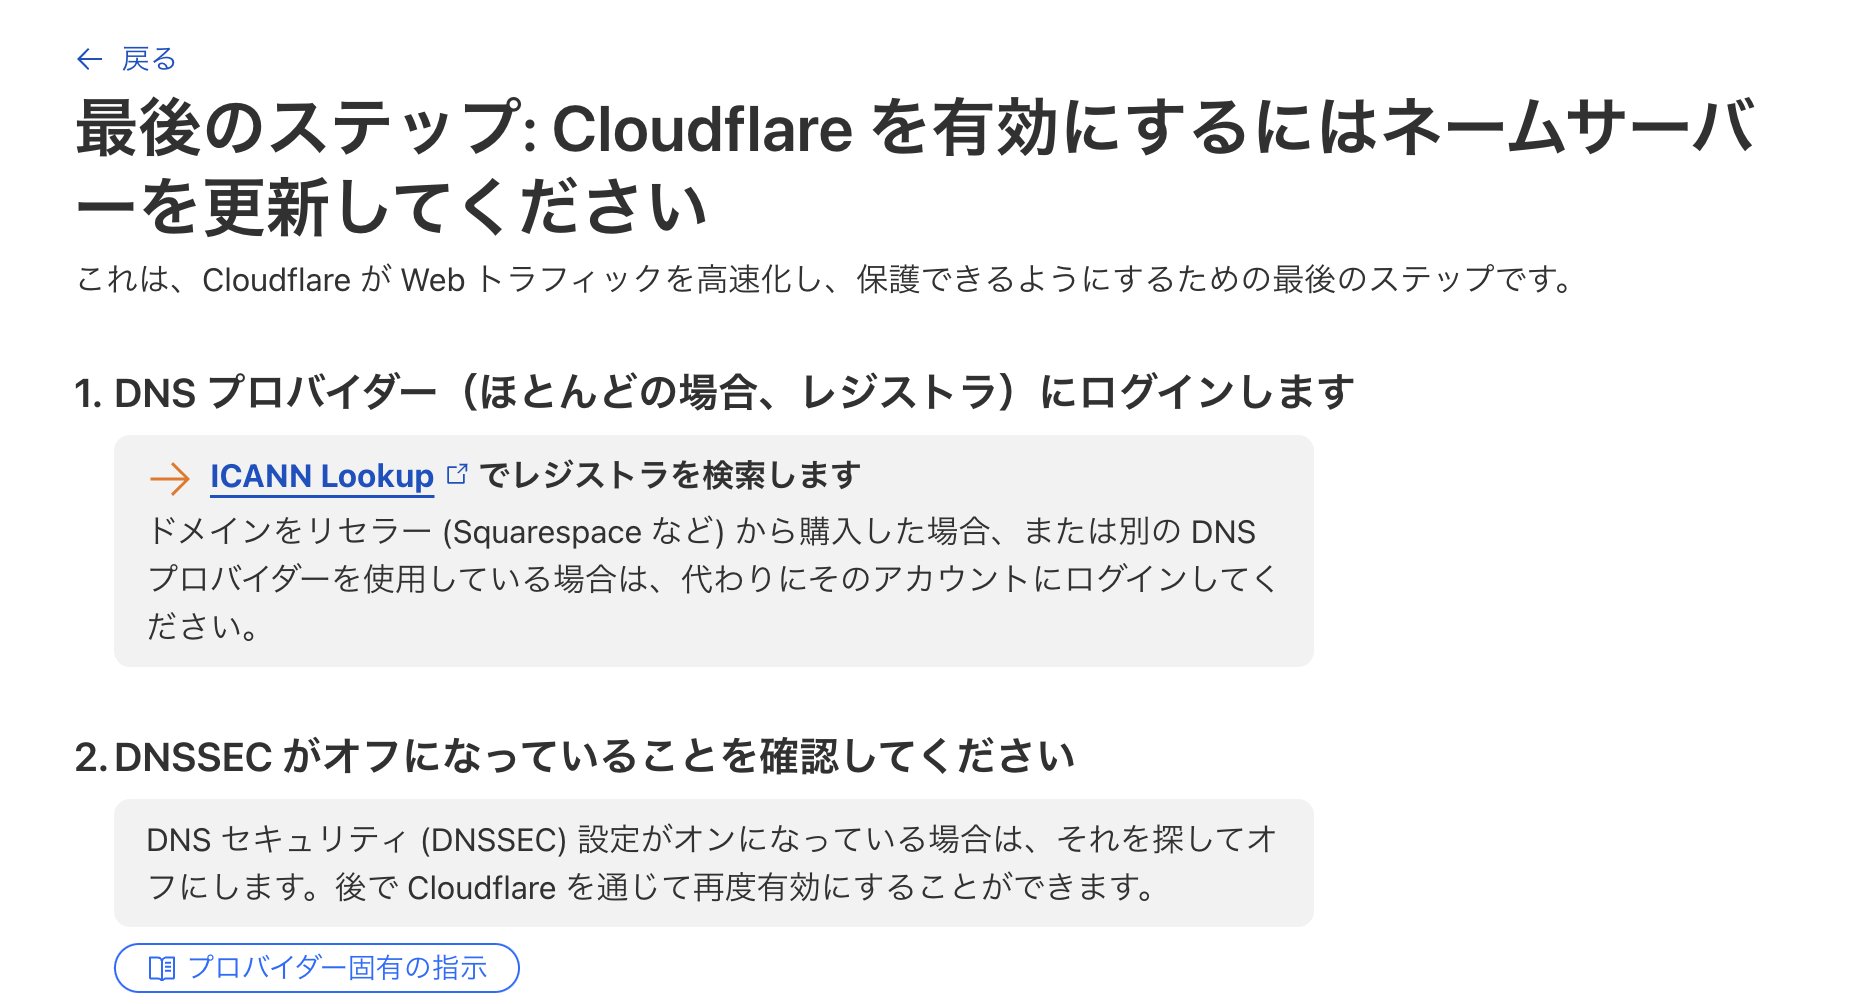 戻る
最後のステップ: Cloudflare を有効にするにはネームサーバ
ーを更新してください
これは、Cloudflare が Web トラフィックを高速化し、保護できるようにするための最後のステップです。
1. DNS プロバイダー（ほとんどの場合、レジストラ）にログインします
ICANN Lookup でレジストラを検索します
ドメインをリセラー (Squarespace など) から購入した場合、または別の DNS
プロバイダーを使用している場合は、代わりにそのアカウントにログインしてく
ださい。
2. DNSSEC がオフになっていることを確認してください
DNS セキュリティ (DNSSEC) 設定がオンになっている場合は、それを探してオ
フにします。後で Cloudflare を通じて再度有効にすることができます。
プロバイダー固有の指示